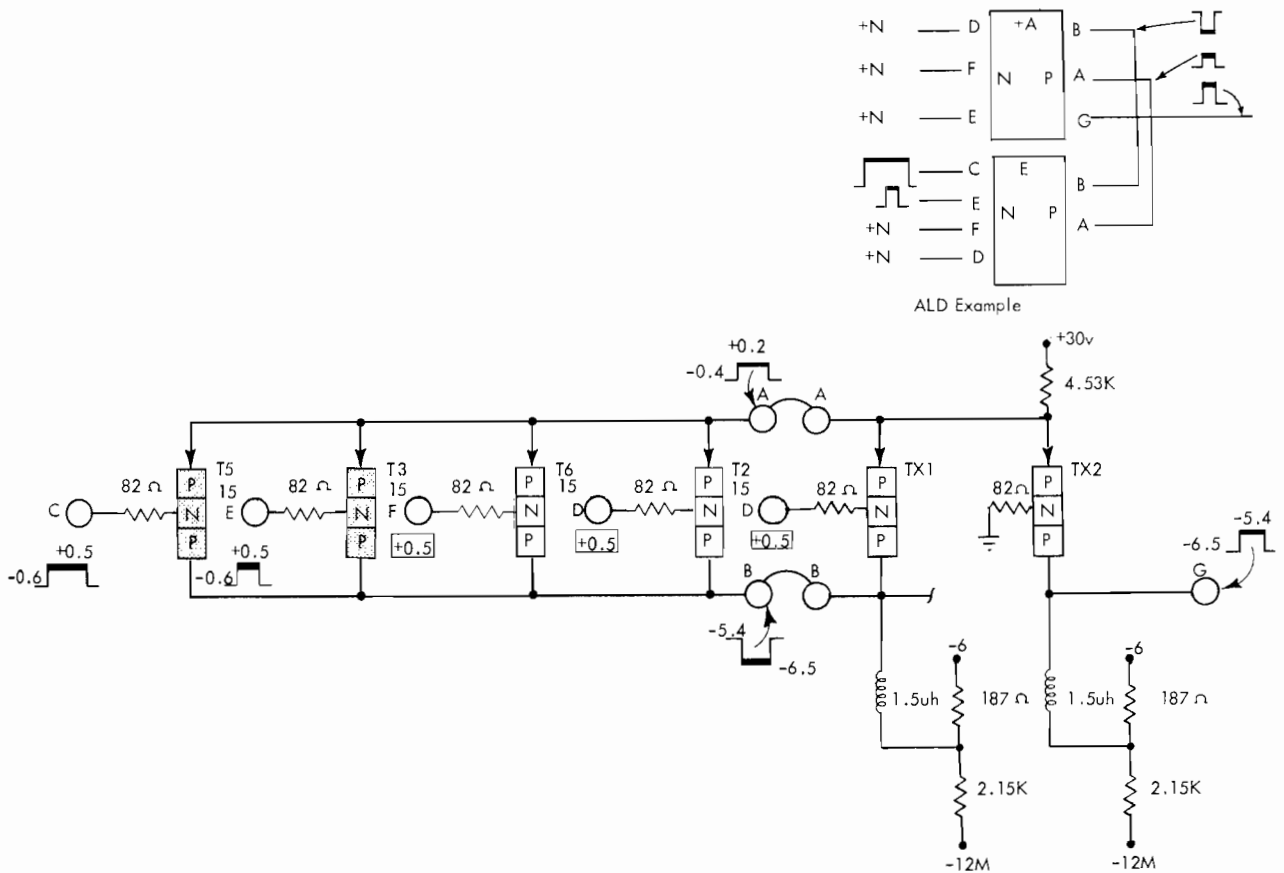 +N D +A B
+N F N P A
+N E G
C E B
E N P
+N F A
+N D
ALD Example
+30v
4.53K
+0.2
-0.4
A A
T5 T3 T6 T2 TX1 TX2
15 15 15 15
82 Ω 82 Ω 82 Ω 82 Ω 82Ω 82Ω
P P P P P P
C N E N F N D N D N N
P P P P P P
+0.5 +0.5 +0.5 +0.5 +0.5
-0.6 -0.6
-5.4
-6.5
G
B B
-5.4
-6.5
-6 -6
1.5uh 187 Ω 1.5uh 187 Ω
2.15K 2.15K
-12M -12M